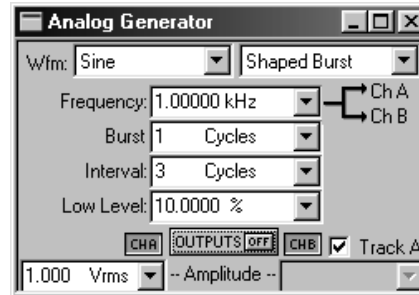 Analog Generator
Wfm: Sine Shaped Burst
Frequency: 1.00000 kHz Ch A
Ch B
Burst 1 Cycles
Interval: 3 Cycles
Low Level: 10.0000 %
CHA OUTPUTS OFF CHB Track A
1.000 Vrms -- Amplitude --